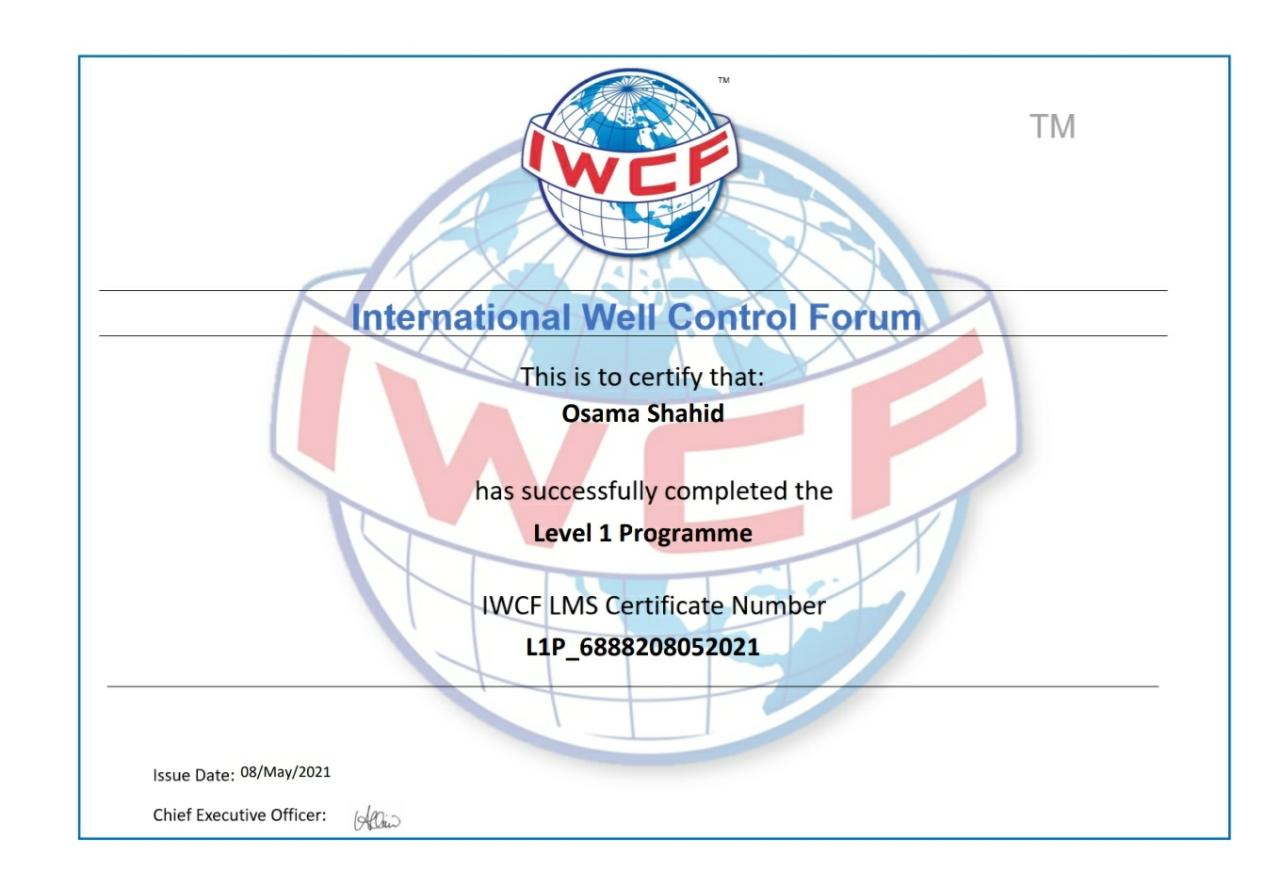 TM
IWCF
TM
International Well Control Forum
IWCF
This is to certify that:
Osama Shahid
has successfully completed the
Level 1 Programme
IWCF LMS Certificate Number
L1P_6888208052021
Issue Date: 08/May/2021
Chief Executive Officer: